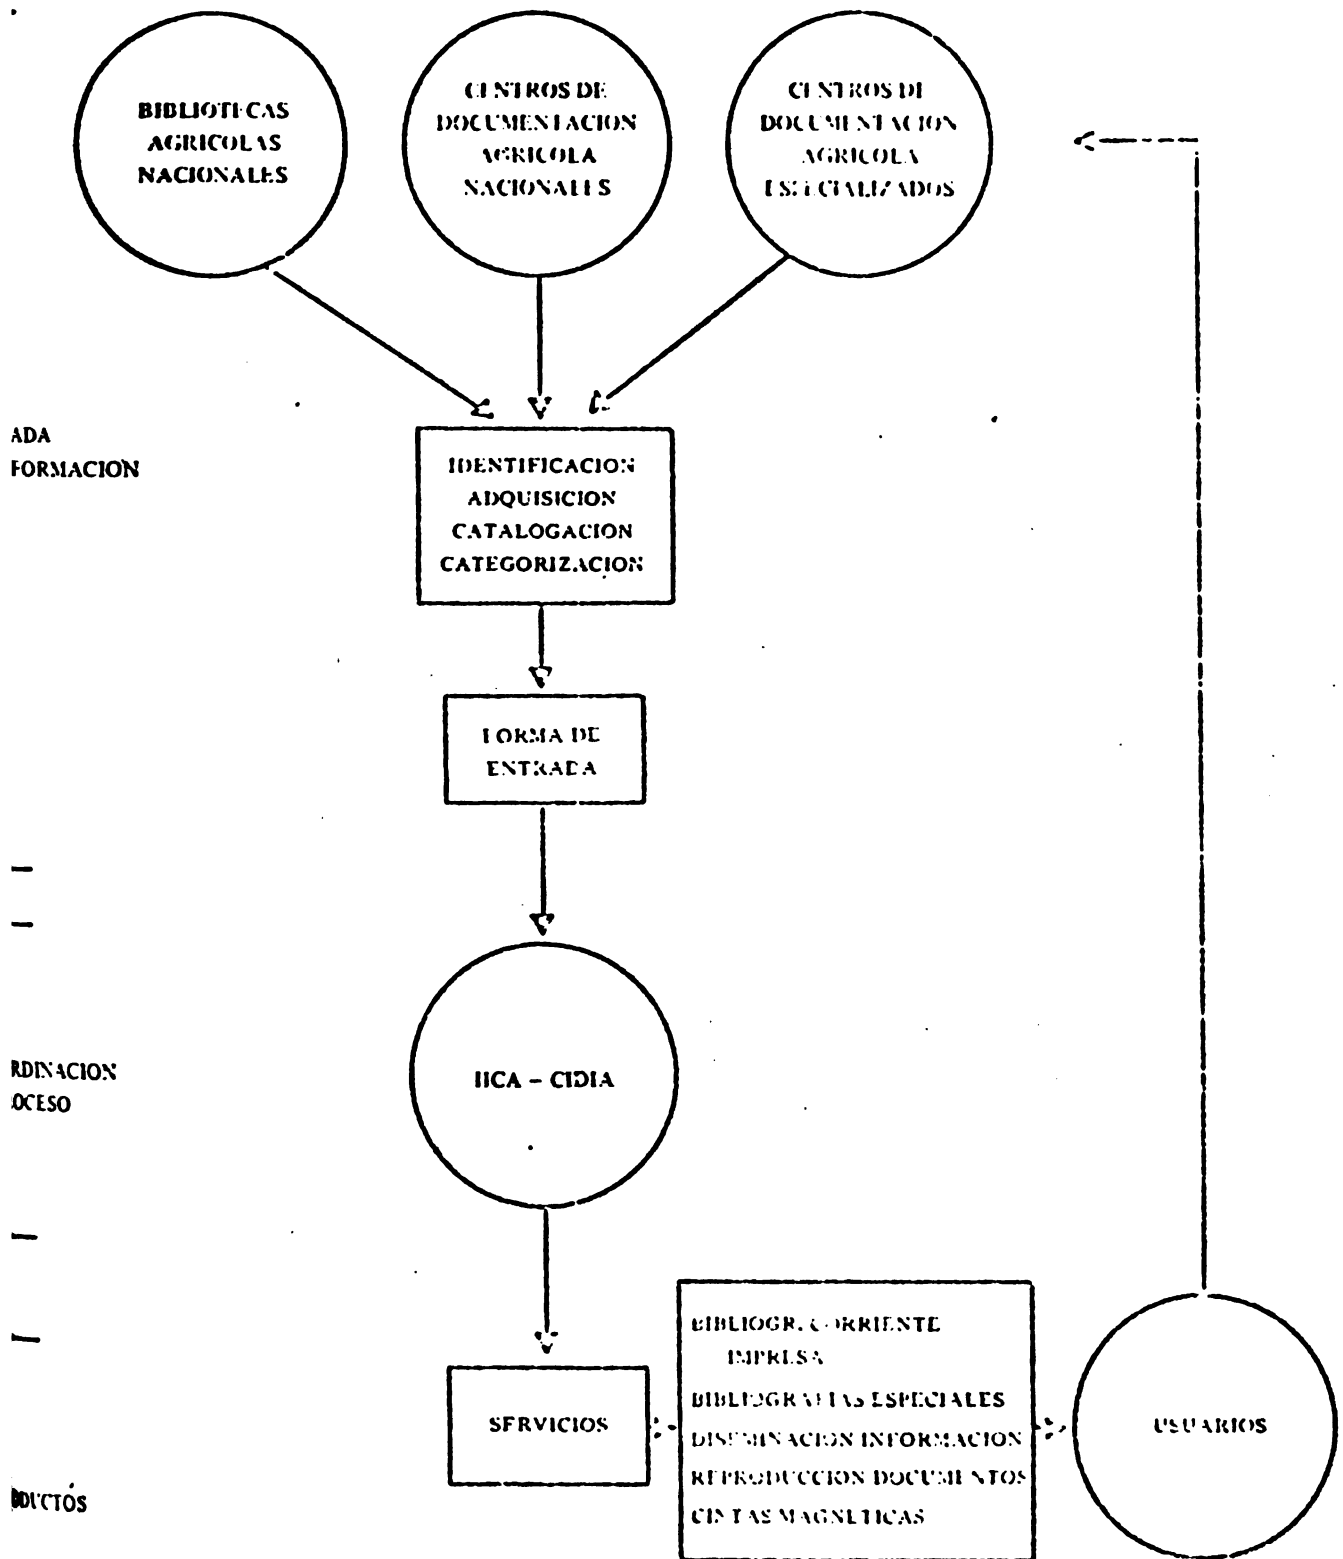 BIBLIOTECAS
AGRICOLAS
NACIONALES
CENTROS DE
DOCUMENTACION
AGRICOLA
NACIONALES
CENTROS DE
DOCUMENTACION
AGRICOLA
ESPECIALIZADOS
ADA
FORMACION
IDENTIFICACION
ADQUISICION
CATALOGACION
CATEGORIZACION
FORMA DE
ENTRADA
RDINACION
OCESO
IICA – CIDIA
BIBLIOGR. CORRIENTE
IMPRESA
BIBLIOGRAFIAS ESPECIALES
DISEMINACION INFORMACION
REPRODUCCION DOCUMENTOS
CINTAS MAGNETICAS
SERVICIOS
USUARIOS
DUCTOS